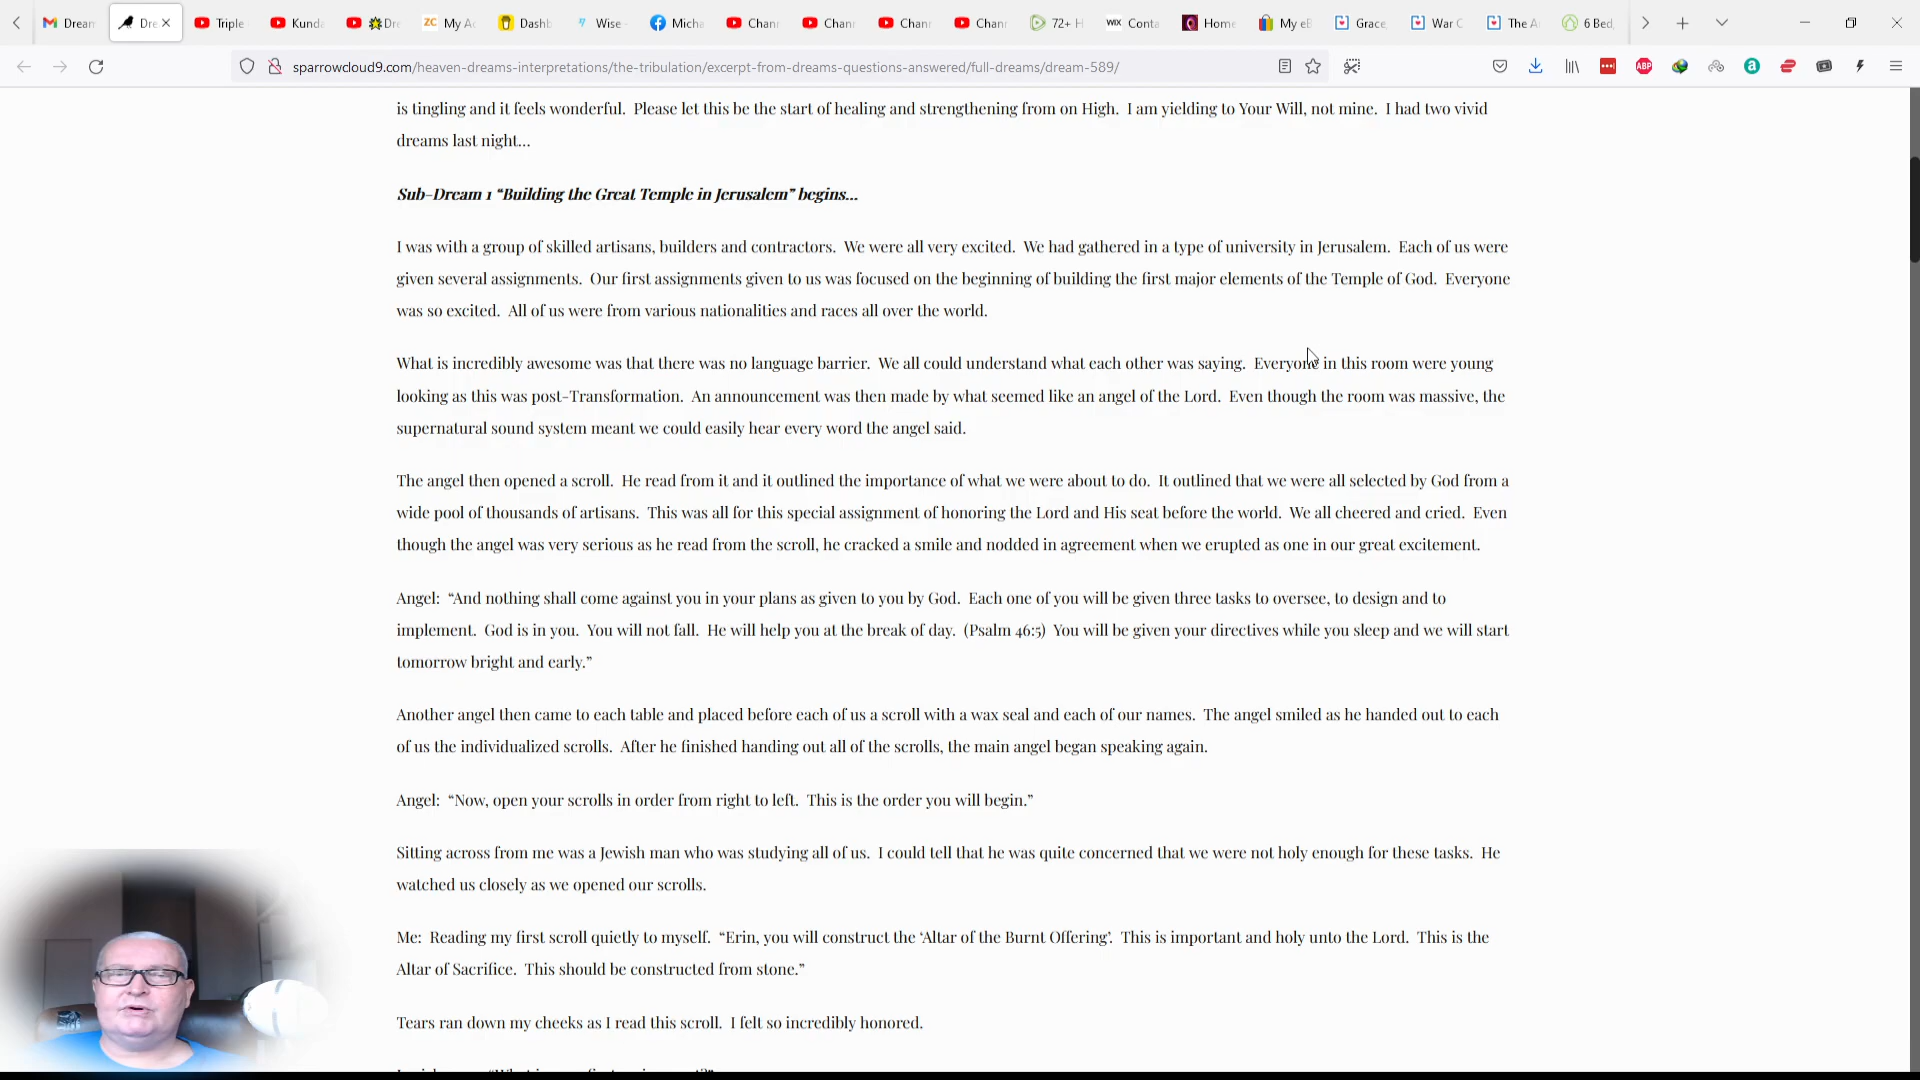 Dream
Dre
Triple
Kunda
Dre
My Ac
Dashb
Wise
Micha
Chann
Chann
Chann
Chann
72+ H
Conta
Home
My eB
Grace,
War C
The A
6 Bed,
sparrowcloud9.com/heaven-dreams-interpretations/the-tribulation/excerpt-from-dreams-questions-answered/full-dreams/dream-589/
is tingling and it feels wonderful.  Please let this be the start of healing and strengthening from on High.  I am yielding to Your Will, not mine.  I had two vivid
dreams last night…
Sub-Dream 1 “Building the Great Temple in Jerusalem” begins…
I was with a group of skilled artisans, builders and contractors.  We were all very excited.  We had gathered in a type of university in Jerusalem.  Each of us were
given several assignments.  Our first assignments given to us was focused on the beginning of building the first major elements of the Temple of God.  Everyone
was so excited.  All of us were from various nationalities and races all over the world.
What is incredibly awesome was that there was no language barrier.  We all could understand what each other was saying.  Everyone in this room were young
looking as this was post-Transformation.  An announcement was then made by what seemed like an angel of the Lord.  Even though the room was massive, the
supernatural sound system meant we could easily hear every word the angel said.
The angel then opened a scroll.  He read from it and it outlined the importance of what we were about to do.  It outlined that we were all selected by God from a
wide pool of thousands of artisans.  This was all for this special assignment of honoring the Lord and His seat before the world.  We all cheered and cried.  Even
though the angel was very serious as he read from the scroll, he cracked a smile and nodded in agreement when we erupted as one in our great excitement.
Angel:  “And nothing shall come against you in your plans as given to you by God.  Each one of you will be given three tasks to oversee, to design and to
implement.  God is in you.  You will not fall.  He will help you at the break of day.  (Psalm 46:5)  You will be given your directives while you sleep and we will start
tomorrow bright and early.”
Another angel then came to each table and placed before each of us a scroll with a wax seal and each of our names.  The angel smiled as he handed out to each
of us the individualized scrolls.  After he finished handing out all of the scrolls, the main angel began speaking again.
Angel:  “Now, open your scrolls in order from right to left.  This is the order you will begin.”
Sitting across from me was a Jewish man who was studying all of us.  I could tell that he was quite concerned that we were not holy enough for these tasks.  He
watched us closely as we opened our scrolls.
Me:  Reading my first scroll quietly to myself.  “Erin, you will construct the ‘Altar of the Burnt Offering’.  This is important and holy unto the Lord.  This is the
Altar of Sacrifice.  This should be constructed from stone.”
Tears ran down my cheeks as I read this scroll.  I felt so incredibly honored.